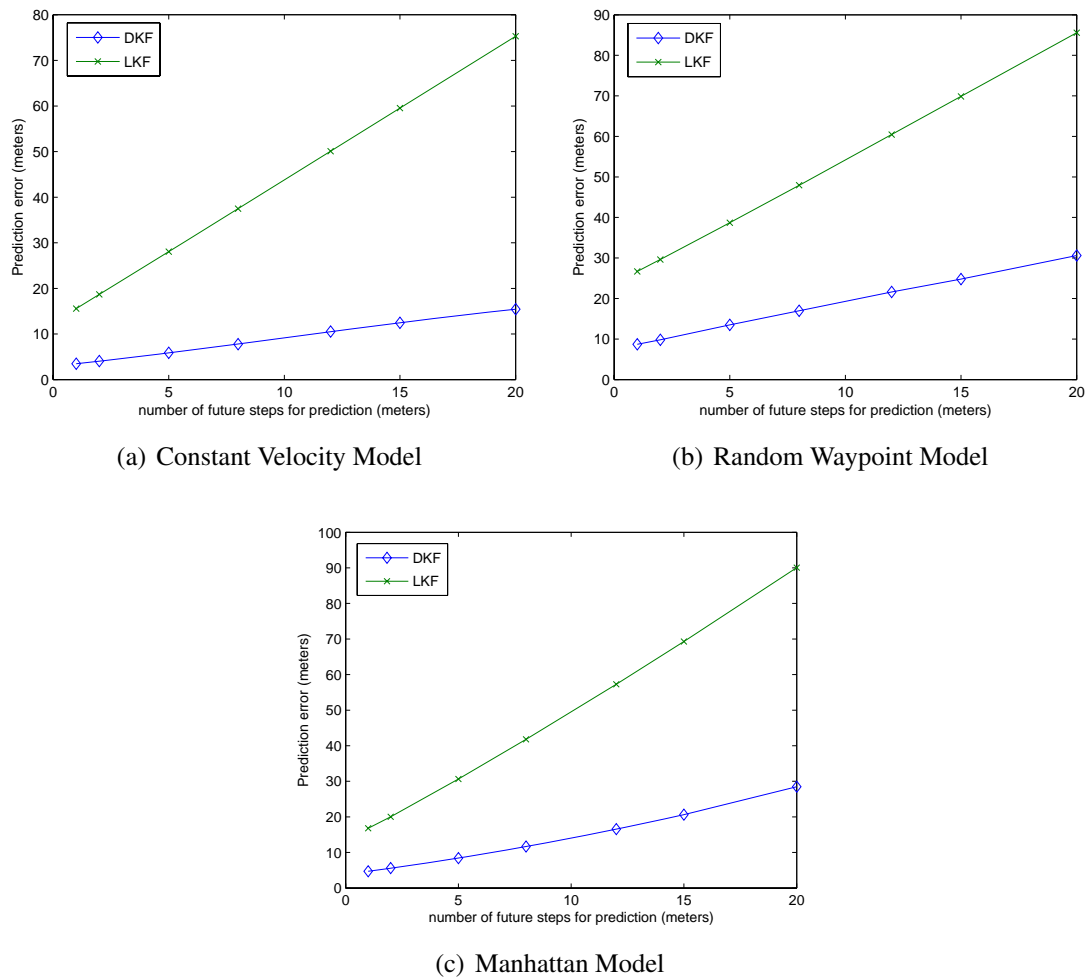 80
70
60
50
40
30
20
10
0
Prediction error (meters)
DKF
LKF
0 5 10 15 20
number of future steps for prediction (meters)
(a) Constant Velocity Model
90
80
70
60
50
40
30
20
10
0
Prediction error (meters)
DKF
LKF
0 5 10 15 20
number of future steps for prediction (meters)
(b) Random Waypoint Model
100
90
80
70
60
50
40
30
20
10
0
Prediction error (meters)
DKF
LKF
0 5 10 15 20
number of future steps for prediction (meters)
(c) Manhattan Model